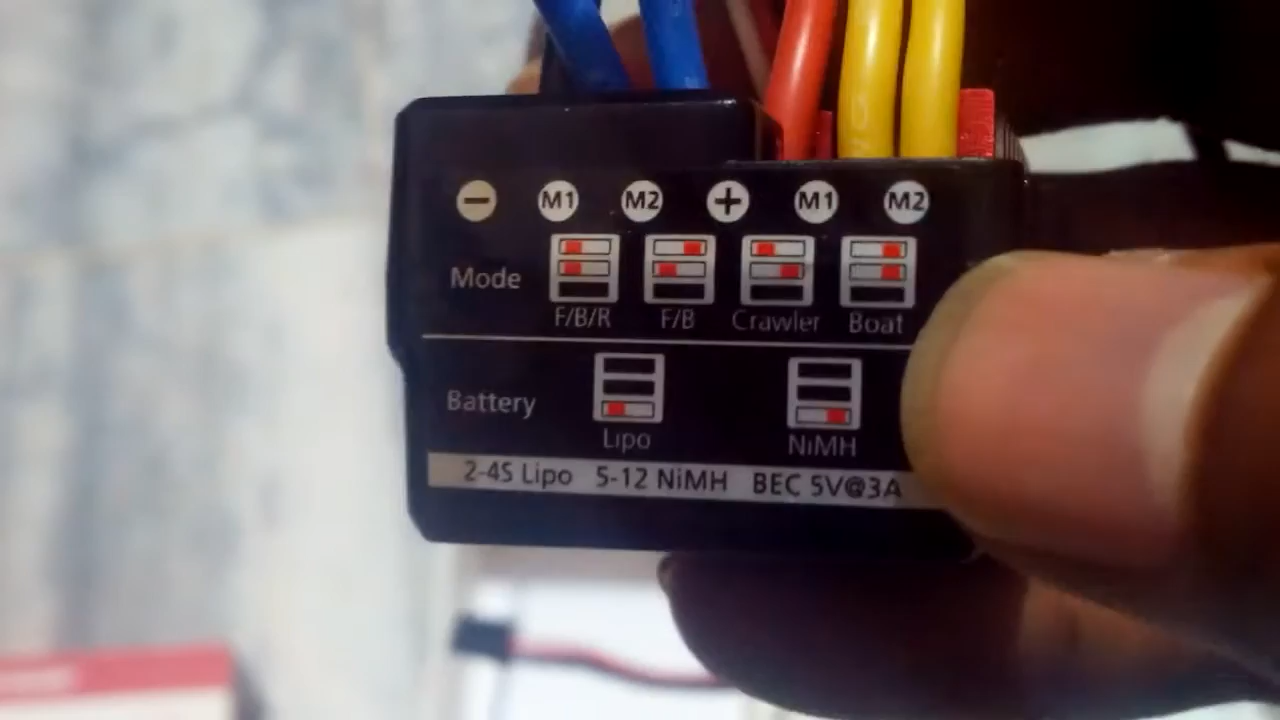 − M1 M2 + M1 M2
Mode
F/B/R F/B Crawler Boat
Battery
Lipo NiMH
2-4S Lipo 5-12 NiMH BEC 5V@3A